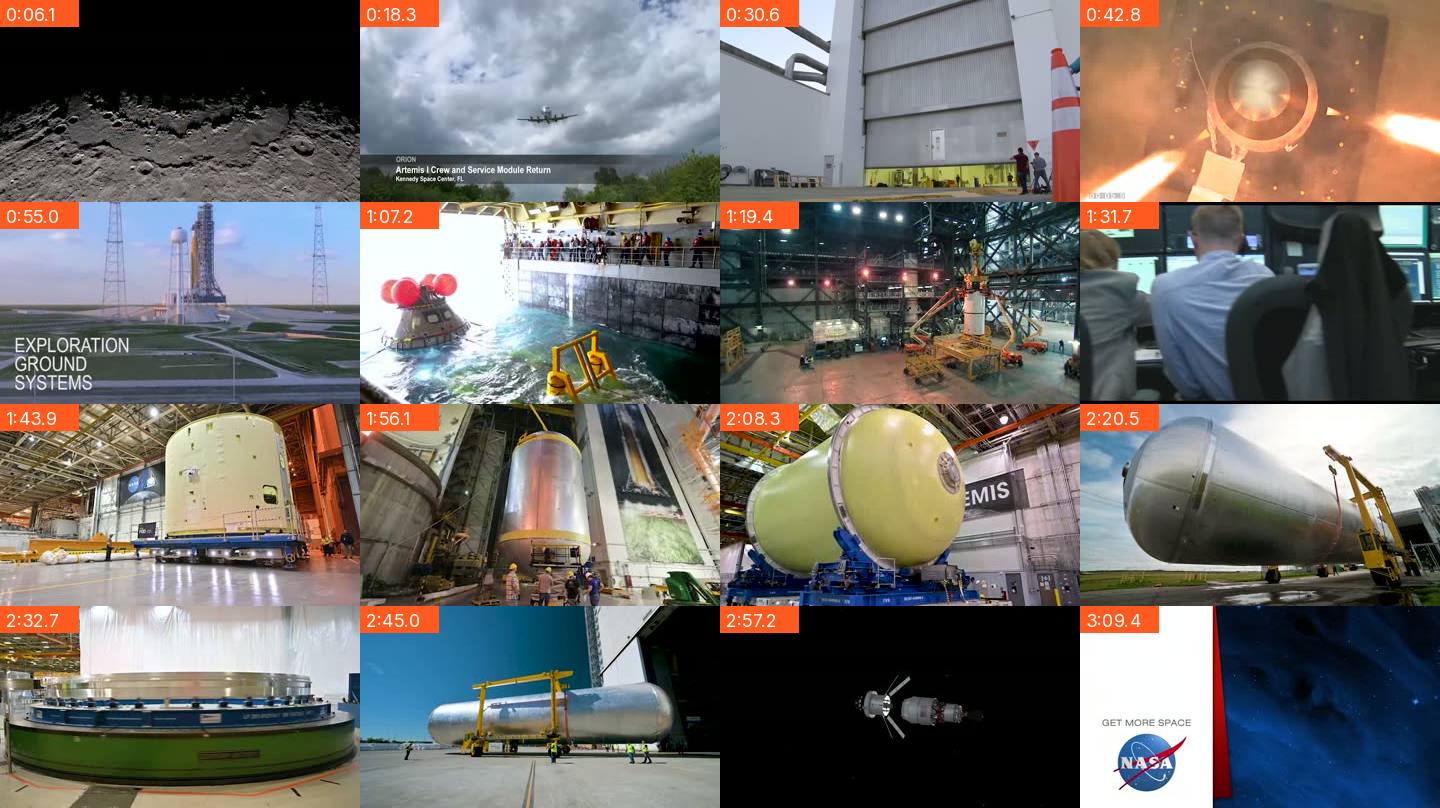 0:06.1
0:18.3
0:30.6
0:42.8
ORION
Artemis I Crew and Service Module Return
Kennedy Space Center, FL
0:55.0
1:07.2
1:19.4
1:31.7
EXPLORATION
GROUND
SYSTEMS
1:43.9
1:56.1
2:08.3
2:20.5
EMIS
2:32.7
2:45.0
2:57.2
3:09.4
GET MORE SPACE
NASA